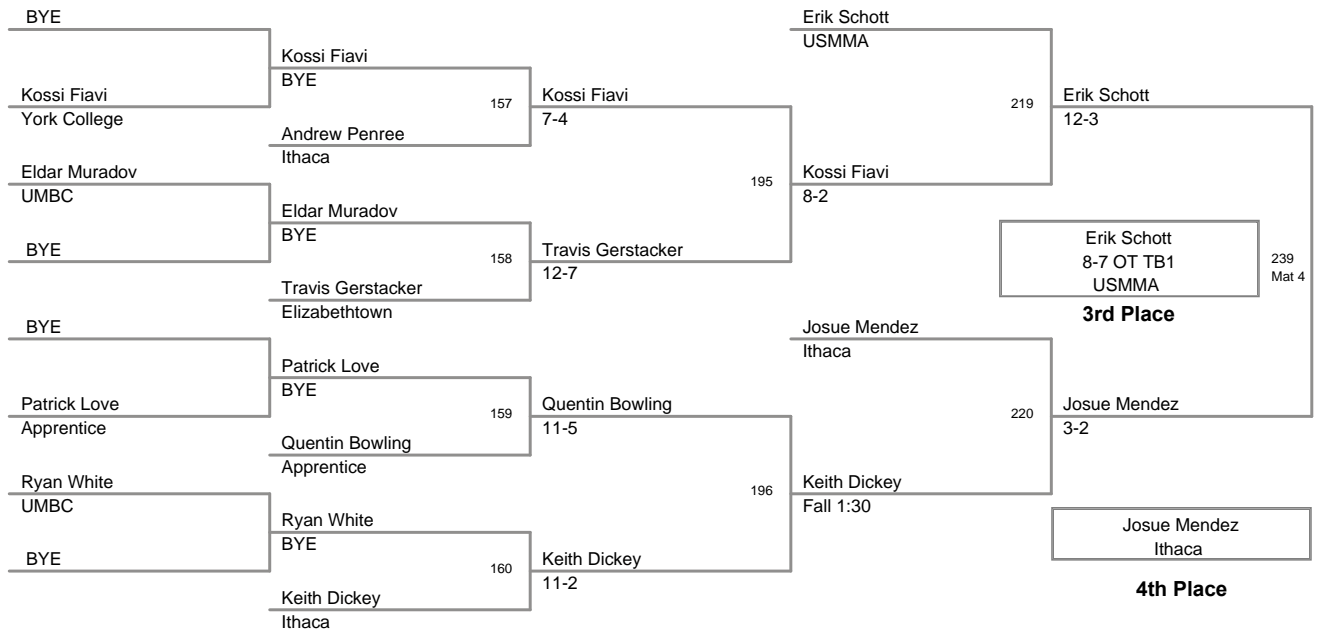 BYE
Kossi Fiavi
York College
Eldar Muradov
UMBC
BYE
BYE
Patrick Love
Apprentice
Ryan White
UMBC
BYE
Kossi Fiavi
BYE
157
Andrew Penree
Ithaca
Eldar Muradov
BYE
158
Travis Gerstacker
Elizabethtown
Patrick Love
BYE
159
Quentin Bowling
Apprentice
Ryan White
BYE
160
Keith Dickey
Ithaca
Kossi Fiavi
7-4
195
Travis Gerstacker
12-7
Quentin Bowling
11-5
196
Keith Dickey
11-2
Erik Schott
USMMA
219
Kossi Fiavi
8-2
Josue Mendez
Ithaca
220
Keith Dickey
Fall 1:30
Erik Schott
12-3
Erik Schott
8-7 OT TB1
USMMA
239
Mat 4
3rd Place
Josue Mendez
3-2
Josue Mendez
Ithaca
4th Place